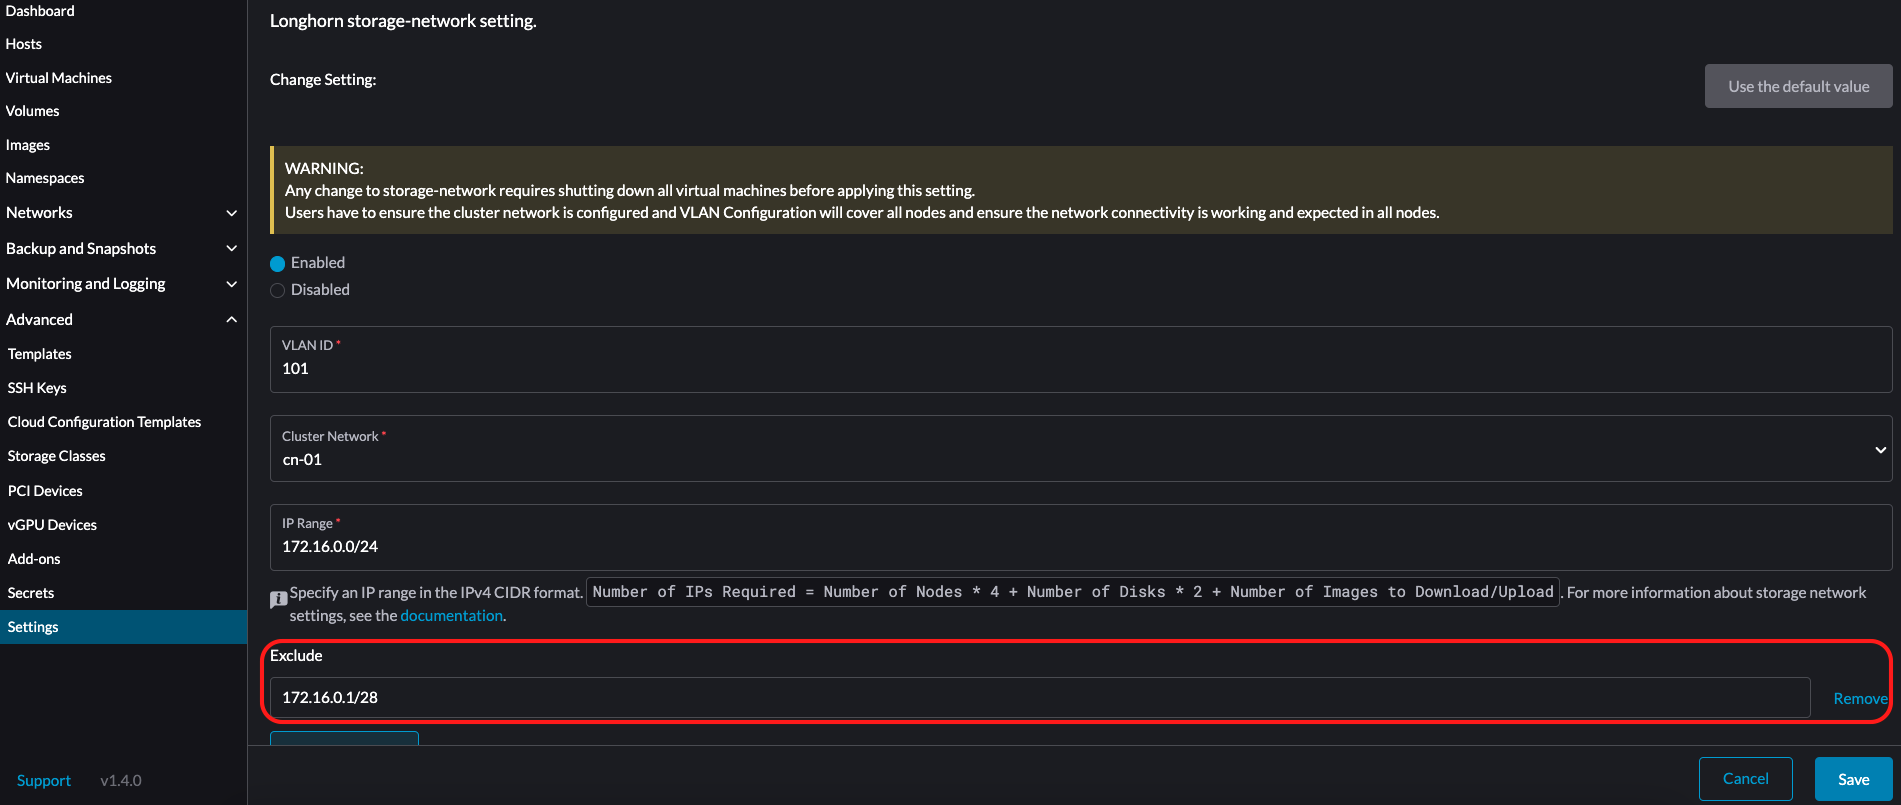 Dashboard
Hosts
Virtual Machines
Volumes
Images
Namespaces
Networks
Backup and Snapshots
Monitoring and Logging
Advanced
Templates
SSH Keys
Cloud Configuration Templates
Storage Classes
PCI Devices
vGPU Devices
Add-ons
Secrets
Settings
Support v1.4.0
Longhorn storage-network setting.
Change Setting:
Use the default value
WARNING:
Any change to storage-network requires shutting down all virtual machines before applying this setting.
Users have to ensure the cluster network is configured and VLAN Configuration will cover all nodes and ensure the network connectivity is working and expected in all nodes.
Enabled
Disabled
VLAN ID *
101
Cluster Network *
cn-01
IP Range *
172.16.0.0/24
Specify an IP range in the IPv4 CIDR format. Number of IPs Required = Number of Nodes * 4 + Number of Disks * 2 + Number of Images to Download/Upload . For more information about storage network
settings, see the documentation.
Exclude
172.16.0.1/28
Remove
Cancel
Save